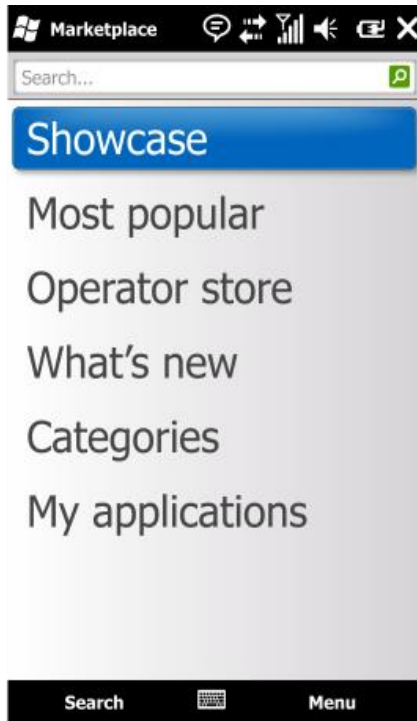 Marketplace
Search...
Showcase
Most popular
Operator store
What's new
Categories
My applications
Search Menu